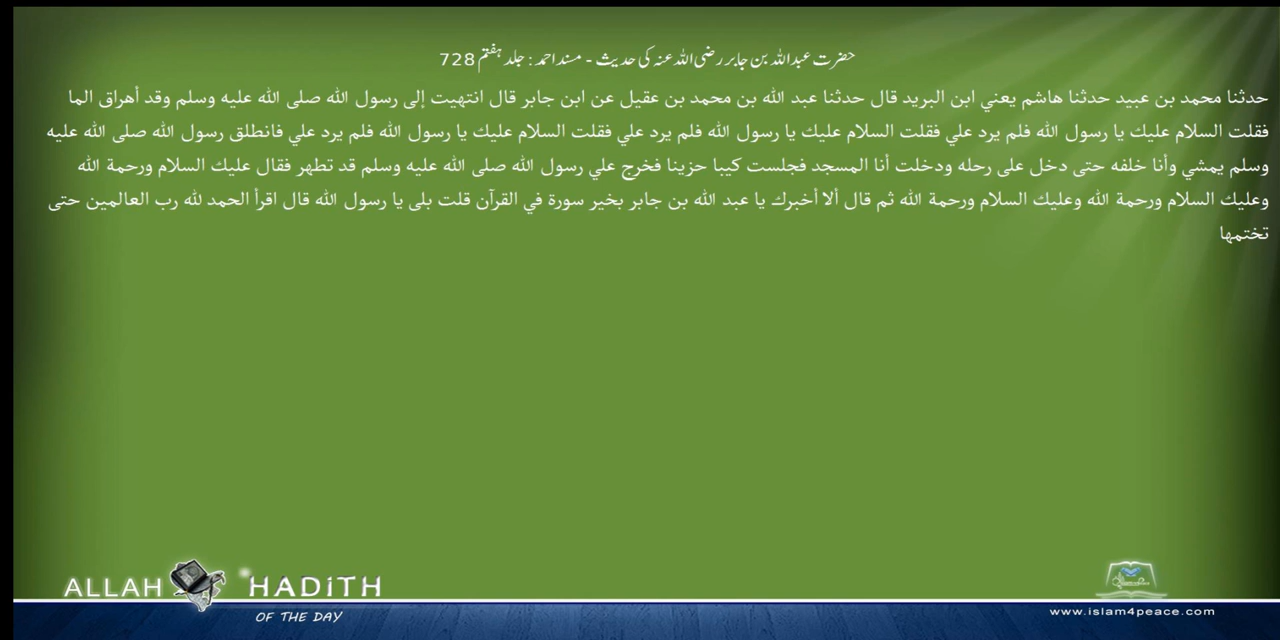 حضرت عبداللہ بن جابر رضی اللہ عنہ کی حدیث - مسند احمد : جلد ہفتم 728
حدثنا محمد بن عبيد حدثنا هاشم يعني ابن البريد قال حدثنا عبد الله بن محمد بن عقيل عن ابن جابر قال انتهيت إلى رسول الله صلى الله عليه وسلم وقد أهراق الما
فقلت السلام عليك يا رسول الله فلم يرد علي فقلت السلام عليك يا رسول الله فلم يرد علي فقلت السلام عليك يا رسول الله فلم يرد علي فانطلق رسول الله صلى الله عليه
وسلم يمشي وأنا خلفه حتى دخل على رحله ودخلت أنا المسجد فجلست كيبا حزينا فخرج علي رسول الله صلى الله عليه وسلم قد تطهر فقال عليك السلام ورحمة الله
وعليك السلام ورحمة الله وعليك السلام ورحمة الله ثم قال ألا أخبرك يا عبد الله بن جابر بخير سورة في القرآن قلت بلى يا رسول الله قال اقرأ الحمد لله رب العالمين حتى
تختمها
ALLAH HADITH
OF THE DAY
www.islam4peace.com